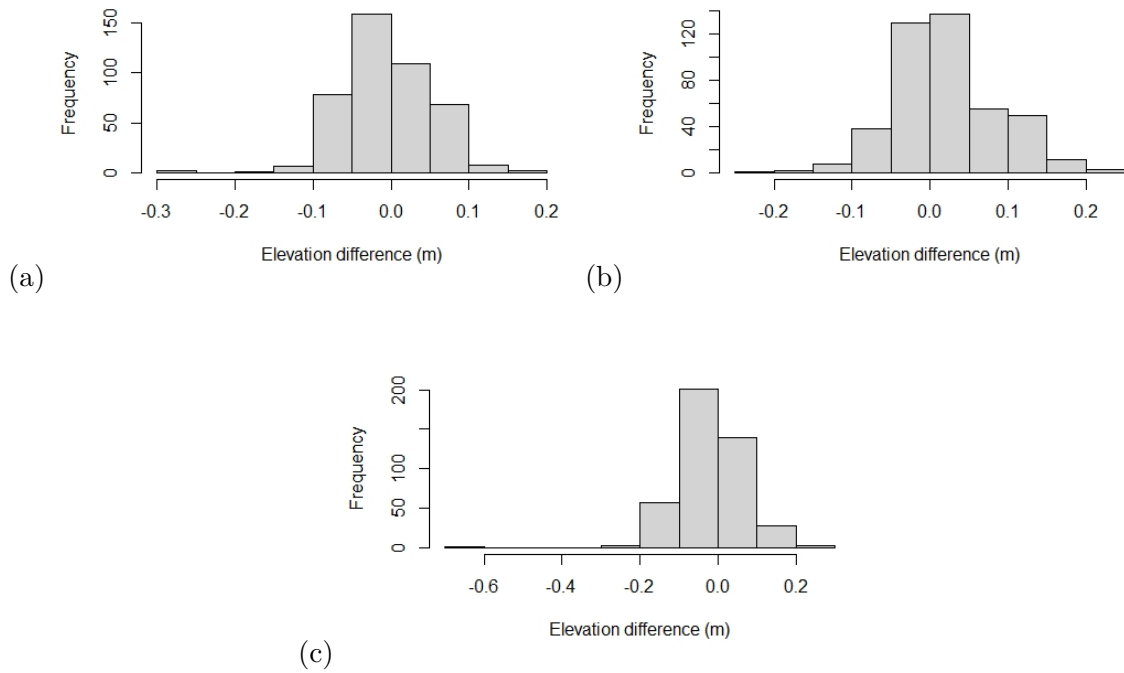 Frequency
150
100
50
0
-0.3 -0.2 -0.1 0.0 0.1 0.2
Elevation difference (m)
(a)
Frequency
120
80
40
0
-0.2 -0.1 0.0 0.1 0.2
Elevation difference (m)
(b)
Frequency
200
100
50
0
-0.6 -0.4 -0.2 0.0 0.2
Elevation difference (m)
(c)